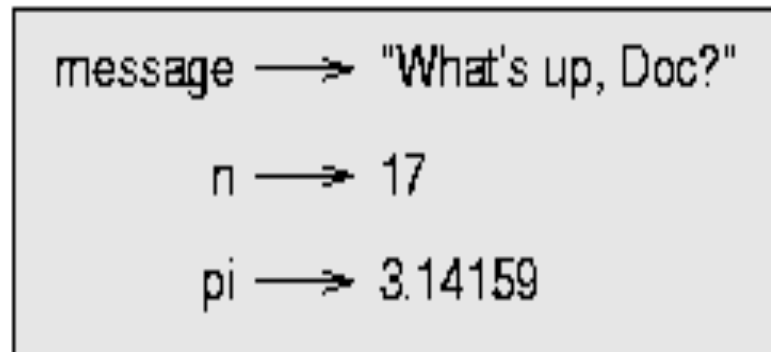 message → "What's up, Doc?"
n → 17
pi → 3.14159